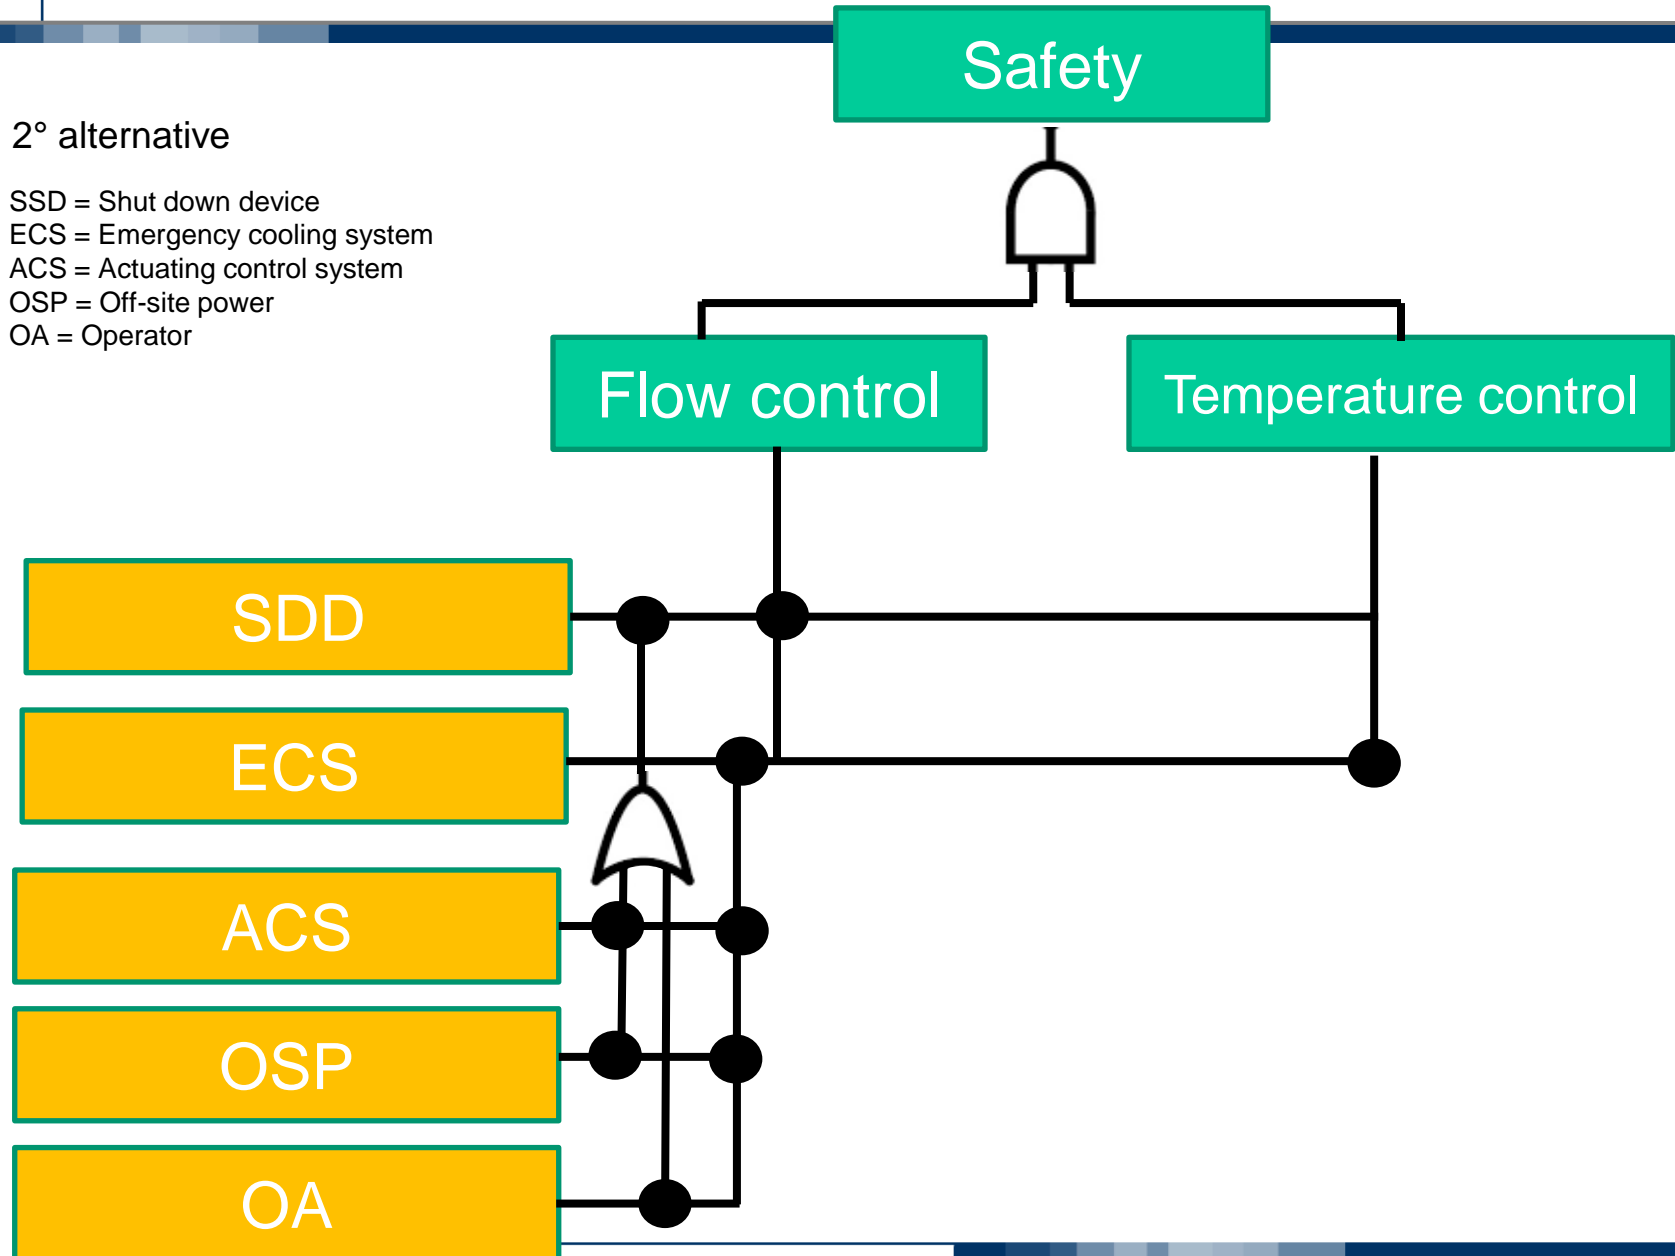 Safety
2° alternative
SSD = Shut down device
ECS = Emergency cooling system
ACS = Actuating control system
OSP = Off-site power
OA = Operator
Flow control
Temperature control
SDD
ECS
ACS
OSP
OA